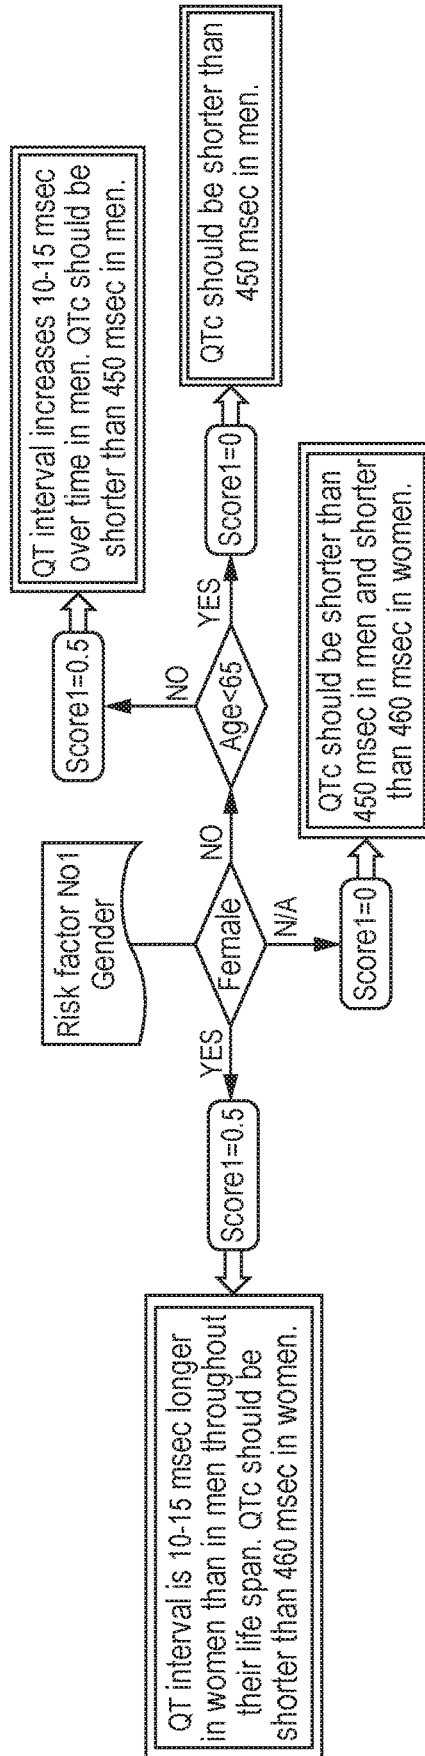 Risk factor No1
Gender
Female
YES
Score1=0.5
QT interval is 10-15 msec longer
in women than in men throughout
their life span. QTc should be
shorter than 460 msec in women.
N/A
Score1=0
QTc should be shorter than
450 msec in men and shorter
than 460 msec in women.
NO
Age<65
NO
Score1=0.5
QT interval increases 10-15 msec
over time in men. QTc should be
shorter than 450 msec in men.
YES
Score1=0
QTc should be shorter than
450 msec in men.